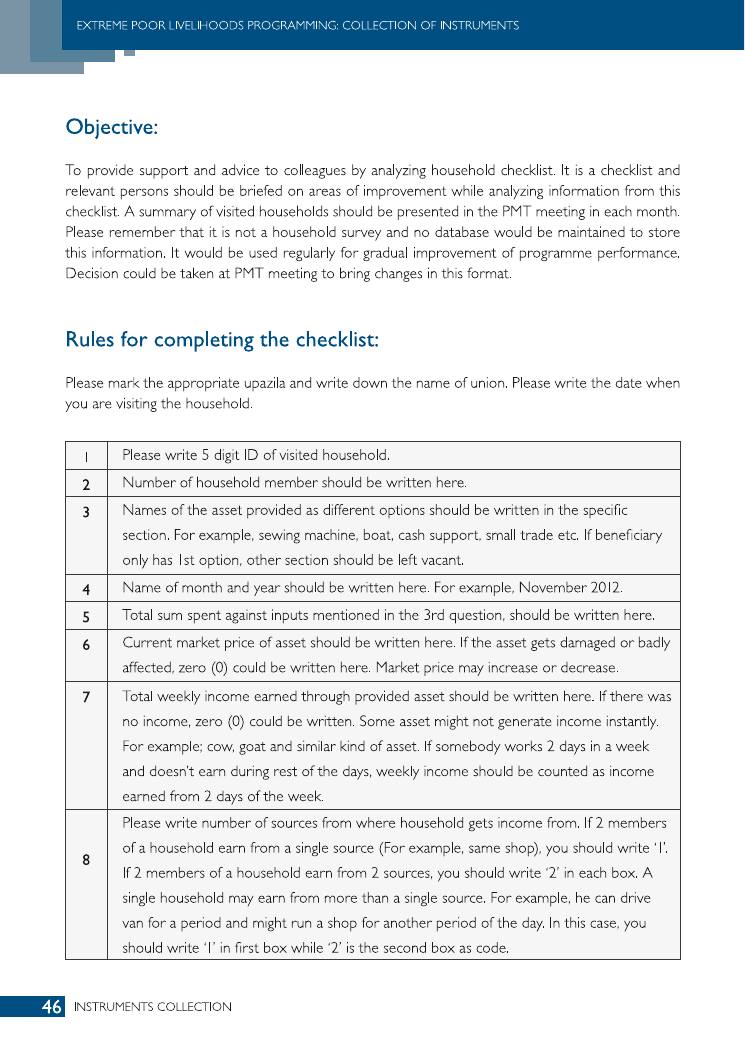 EXTREME POOR LIVELIHOODS PROGRAMMING: COLLECTION OF INSTRUMENTS
Objective:
To provide support and advice to colleagues by analyzing household checklist. It is a checklist and
relevant persons should be briefed on areas of improvement while analyzing information from this
checklist. A summary of visited households should be presented in the PMT meeting in each month.
Please remember that it is not a household survey and no database would be maintained to store
this information. It would be used regularly for gradual improvement of programme performance.
Decision could be taken at PMT meeting to bring changes in this format.
Rules for completing the checklist:
Please mark the appropriate upazila and write down the name of union. Please write the date when
you are visiting the household.
1 Please write 5 digit ID of visited household.
2 Number of household member should be written here.
3 Names of the asset provided as different options should be written in the specific
section. For example, sewing machine, boat, cash support, small trade etc. If beneficiary
only has 1st option, other section should be left vacant.
4 Name of month and year should be written here. For example, November 2012.
5 Total sum spent against inputs mentioned in the 3rd question, should be written here.
6 Current market price of asset should be written here. If the asset gets damaged or badly
affected, zero (0) could be written here. Market price may increase or decrease.
7 Total weekly income earned through provided asset should be written here. If there was
no income, zero (0) could be written. Some asset might not generate income instantly.
For example; cow, goat and similar kind of asset. If somebody works 2 days in a week
and doesn't earn during rest of the days, weekly income should be counted as income
earned from 2 days of the week.
Please write number of sources from where household gets income from. If 2 members
of a household earn from a single source (For example, same shop), you should write '1'.
8 If 2 members of a household earn from 2 sources, you should write '2' in each box. A
single household may earn from more than a single source. For example, he can drive
van for a period and might run a shop for another period of the day. In this case, you
should write '1' in first box while '2' is the second box as code.
46 INSTRUMENTS COLLECTION